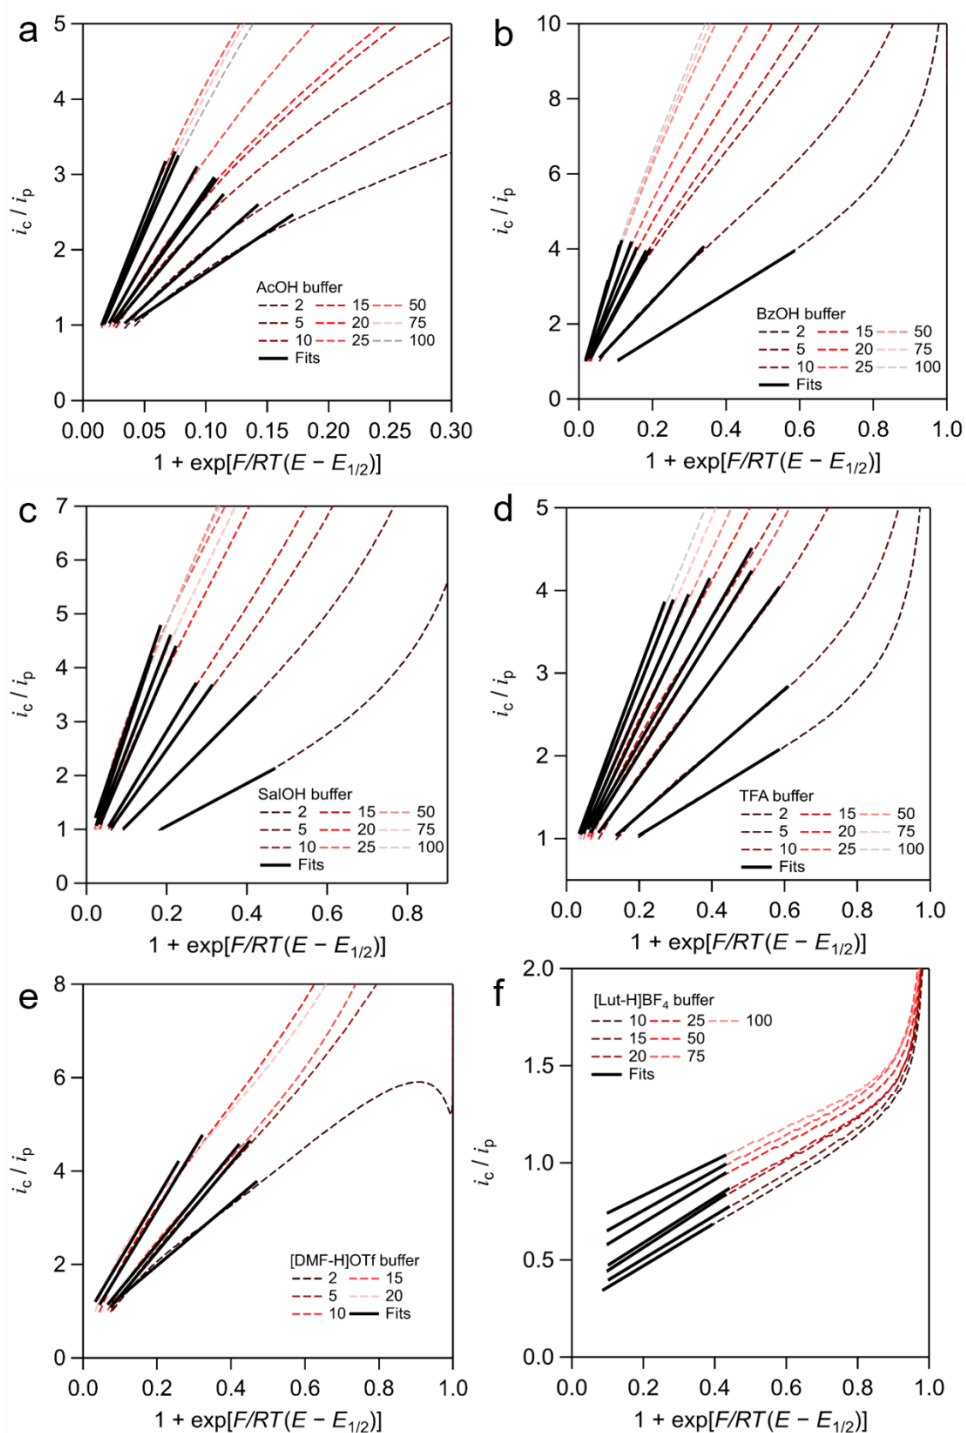 a
5
4
3
2
1
0
i_c / i_p
AcOH buffer
2 15 50
5 20 75
10 25 100
Fits
0.00 0.05 0.10 0.15 0.20 0.25 0.30
1 + exp[F/RT(E − E_1/2)]
b
10
8
6
4
2
0
i_c / i_p
BzOH buffer
2 15 50
5 20 75
10 25 100
Fits
0.0 0.2 0.4 0.6 0.8 1.0
1 + exp[F/RT(E − E_1/2)]
c
7
6
5
4
3
2
1
0
i_c / i_p
SalOH buffer
2 15 50
5 20 75
10 25 100
Fits
0.0 0.2 0.4 0.6 0.8
1 + exp[F/RT(E − E_1/2)]
d
5
4
3
2
1
i_c / i_p
TFA buffer
2 15 50
5 20 75
10 25 100
Fits
0.0 0.2 0.4 0.6 0.8 1.0
1 + exp[F/RT(E − E_1/2)]
e
8
6
4
2
0
i_c / i_p
[DMF-H]OTf buffer
2 15
5 20
10 Fits
0.0 0.2 0.4 0.6 0.8 1.0
1 + exp[F/RT(E − E_1/2)]
f
2.0
1.5
1.0
0.5
0.0
i_c / i_p
[Lut-H]BF_4 buffer
10 25 100
15 50
20 75
Fits
0.0 0.2 0.4 0.6 0.8 1.0
1 + exp[F/RT(E − E_1/2)]